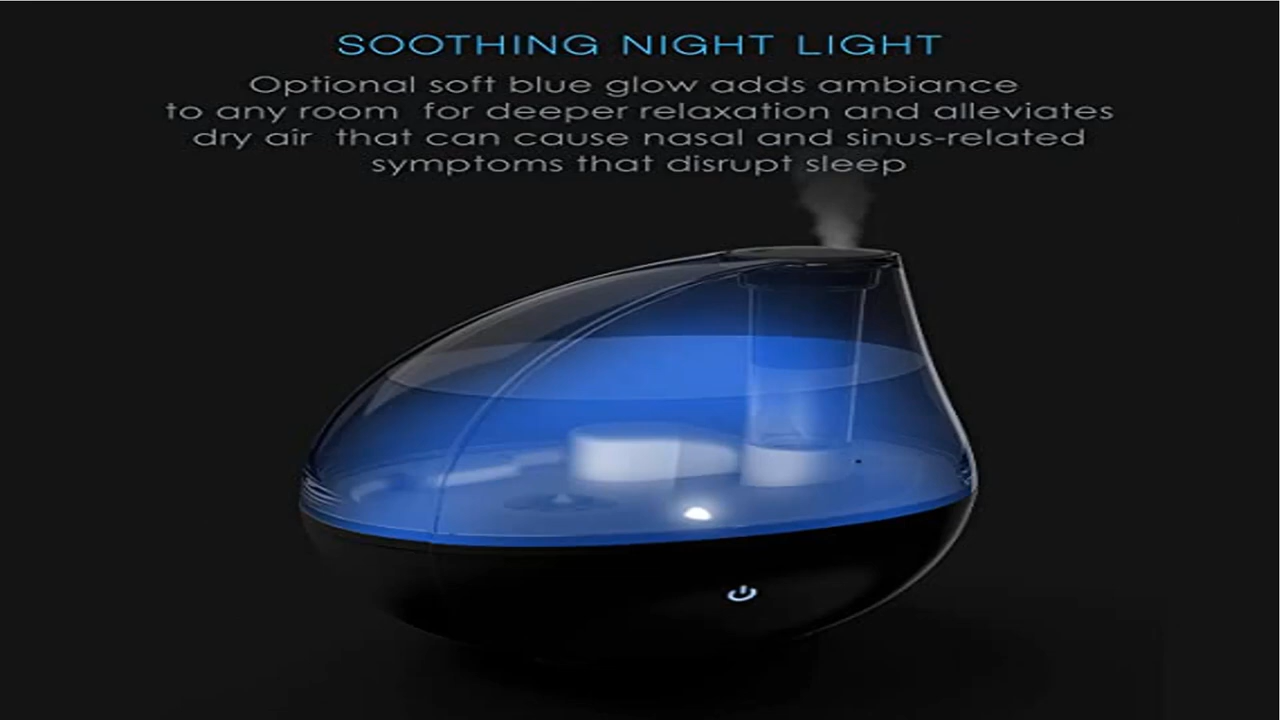 SOOTHING NIGHT LIGHT
Optional soft blue glow adds ambiance
to any room for deeper relaxation and alleviates
dry air that can cause nasal and sinus-related
symptoms that disrupt sleep